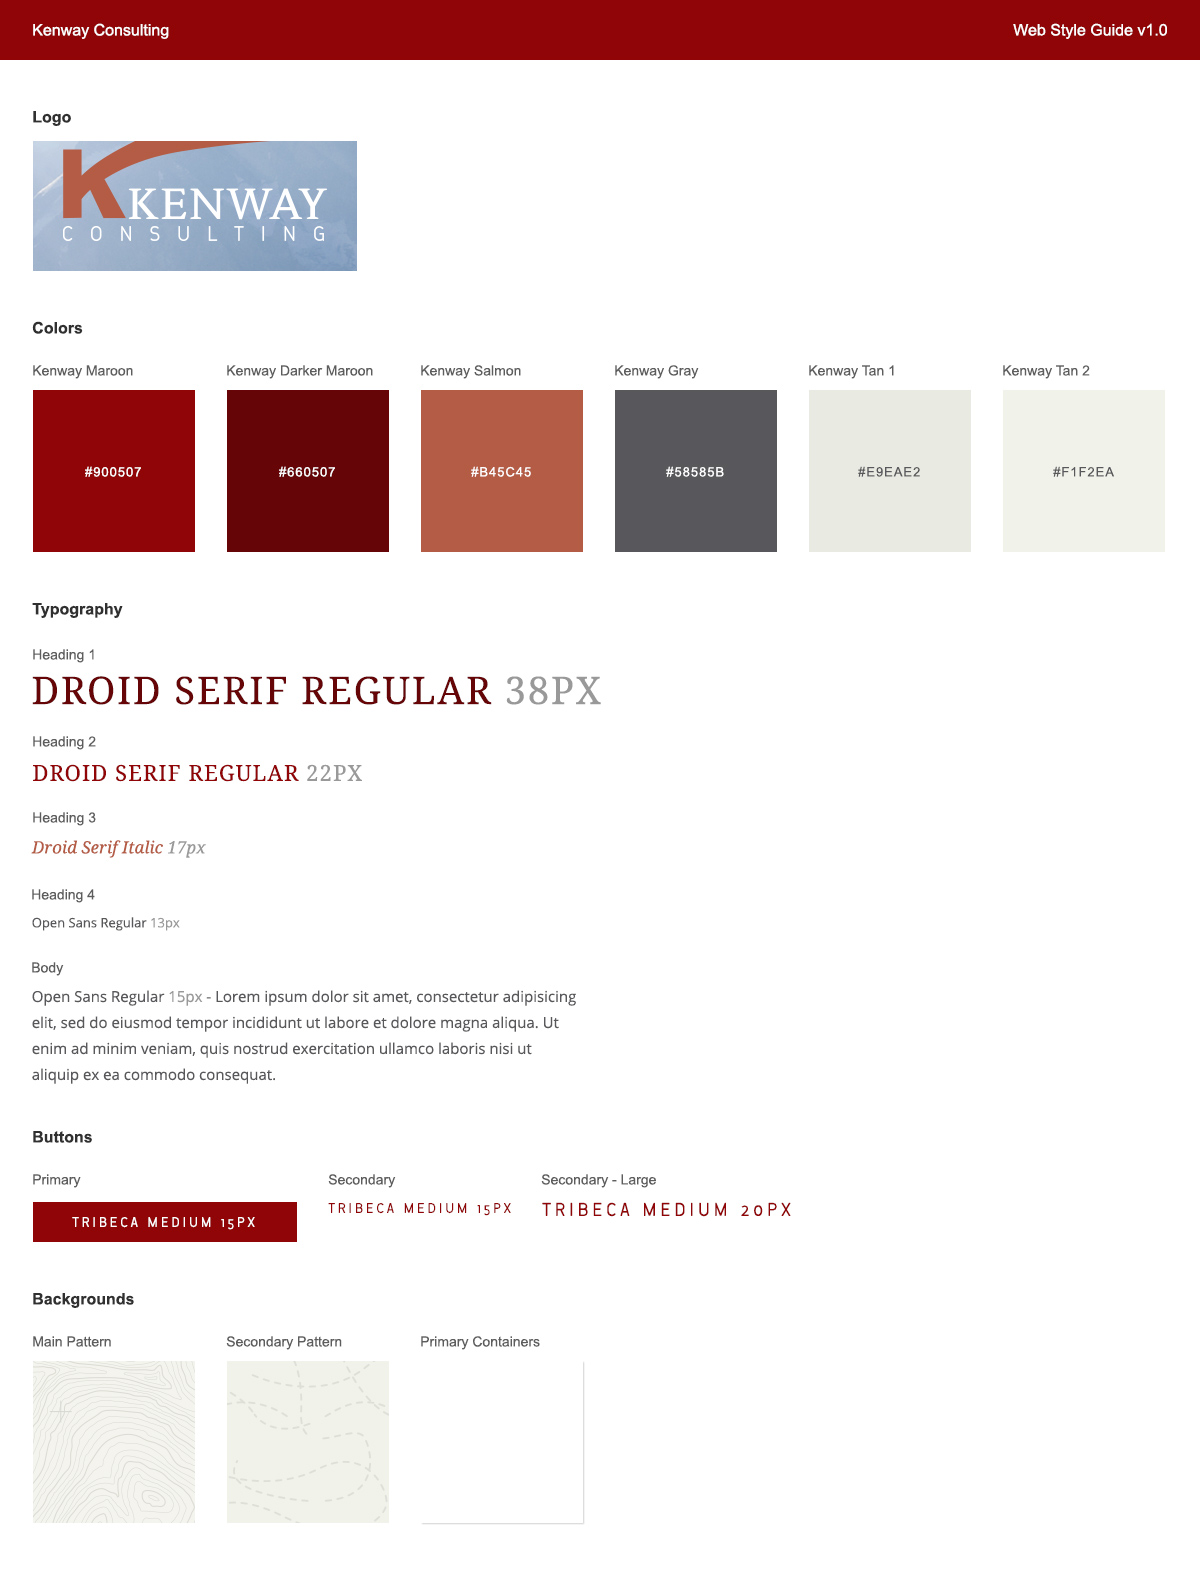 Kenway Consulting
Web Style Guide v1.0
Logo
KKENWAY
CONSULTING
Colors
Kenway Maroon
Kenway Darker Maroon
Kenway Salmon
Kenway Gray
Kenway Tan 1
Kenway Tan 2
#900507
#660507
#B45C45
#58585B
#E9EAE2
#F1F2EA
Typography
Heading 1
DROID SERIF REGULAR 38PX
Heading 2
DROID SERIF REGULAR 22PX
Heading 3
Droid Serif Italic 17px
Heading 4
Open Sans Regular 13px
Body
Open Sans Regular 15px - Lorem ipsum dolor sit amet, consectetur adipisicing
elit, sed do eiusmod tempor incididunt ut labore et dolore magna aliqua. Ut
enim ad minim veniam, quis nostrud exercitation ullamco laboris nisi ut
aliquip ex ea commodo consequat.
Buttons
Primary
Secondary
Secondary - Large
TRIBECA MEDIUM 15PX
TRIBECA MEDIUM 15PX
TRIBECA MEDIUM 20PX
Backgrounds
Main Pattern
Secondary Pattern
Primary Containers